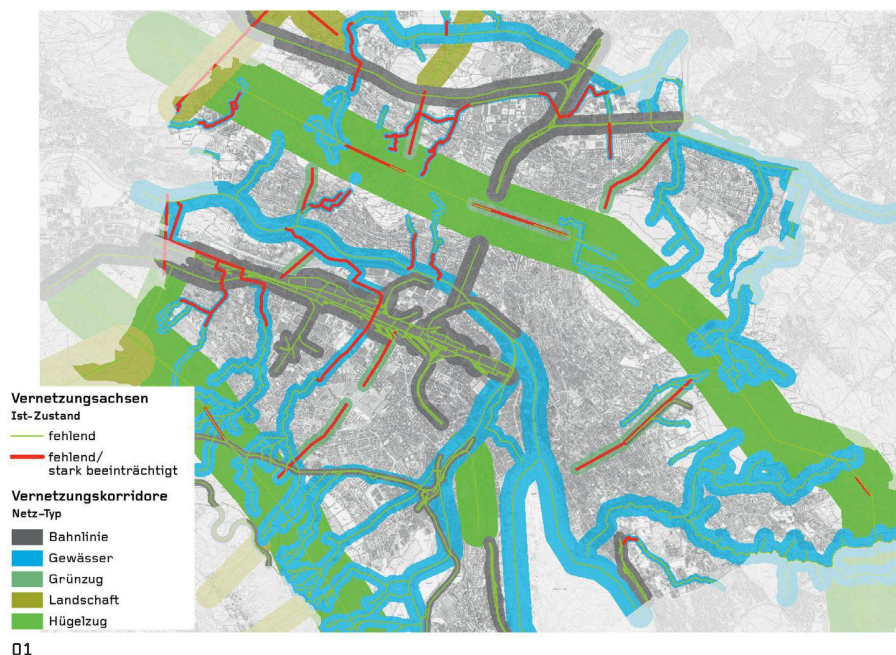 Vernetzungsachsen
Ist-Zustand
fehlend
fehlend/
stark beeinträchtigt
Vernetzungskorridore
Netz-Typ
Bahnlinie
Gewässer
Grünzug
Landschaft
Hügelzug
01